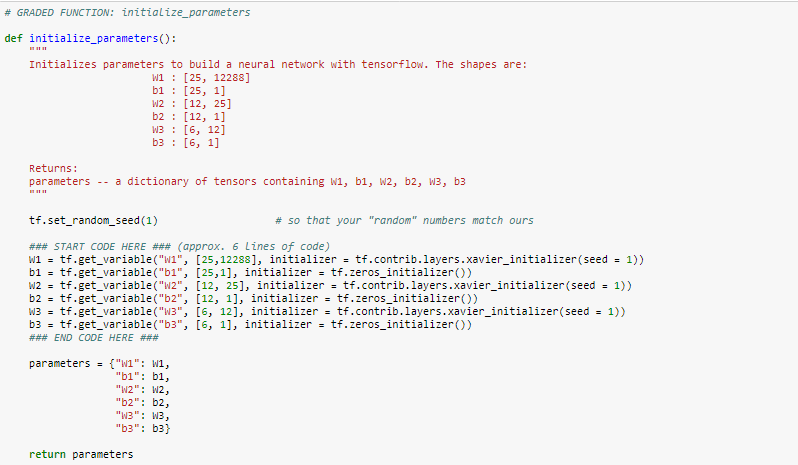 # GRADED FUNCTION: initialize_parameters
def initialize_parameters():
"""
Initializes parameters to build a neural network with tensorflow. The shapes are:
W1 : [25, 12288]
b1 : [25, 1]
W2 : [12, 25]
b2 : [12, 1]
W3 : [6, 12]
b3 : [6, 1]
Returns:
parameters -- a dictionary of tensors containing W1, b1, W2, b2, W3, b3
"""
tf.set_random_seed(1) # so that your "random" numbers match ours
### START CODE HERE ### (approx. 6 lines of code)
W1 = tf.get_variable("W1", [25,12288], initializer = tf.contrib.layers.xavier_initializer(seed = 1))
b1 = tf.get_variable("b1", [25,1], initializer = tf.zeros_initializer())
W2 = tf.get_variable("W2", [12, 25], initializer = tf.contrib.layers.xavier_initializer(seed = 1))
b2 = tf.get_variable("b2", [12, 1], initializer = tf.zeros_initializer())
W3 = tf.get_variable("W3", [6, 12], initializer = tf.contrib.layers.xavier_initializer(seed = 1))
b3 = tf.get_variable("b3", [6, 1], initializer = tf.zeros_initializer())
### END CODE HERE ###
parameters = {"W1": W1,
"b1": b1,
"W2": W2,
"b2": b2,
"W3": W3,
"b3": b3}
return parameters